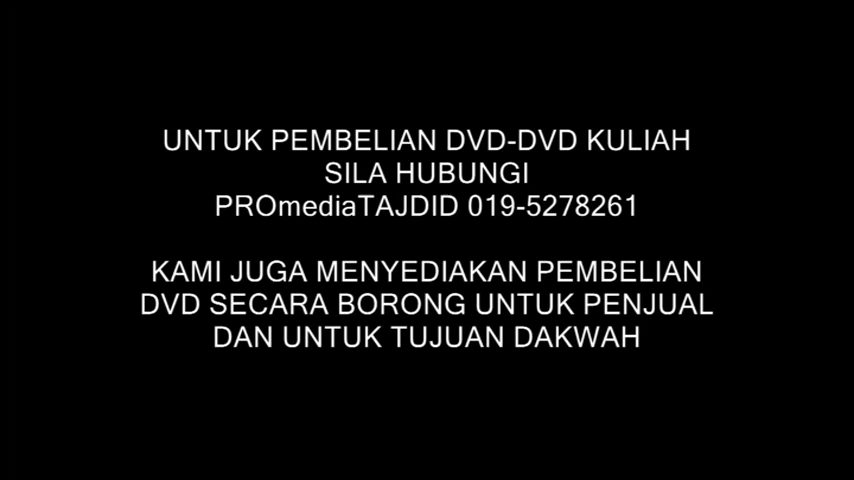 UNTUK PEMBELIAN DVD-DVD KULIAH
SILA HUBUNGI
PROmediaTAJDID 019-5278261
KAMI JUGA MENYEDIAKAN PEMBELIAN
DVD SECARA BORONG UNTUK PENJUAL
DAN UNTUK TUJUAN DAKWAH